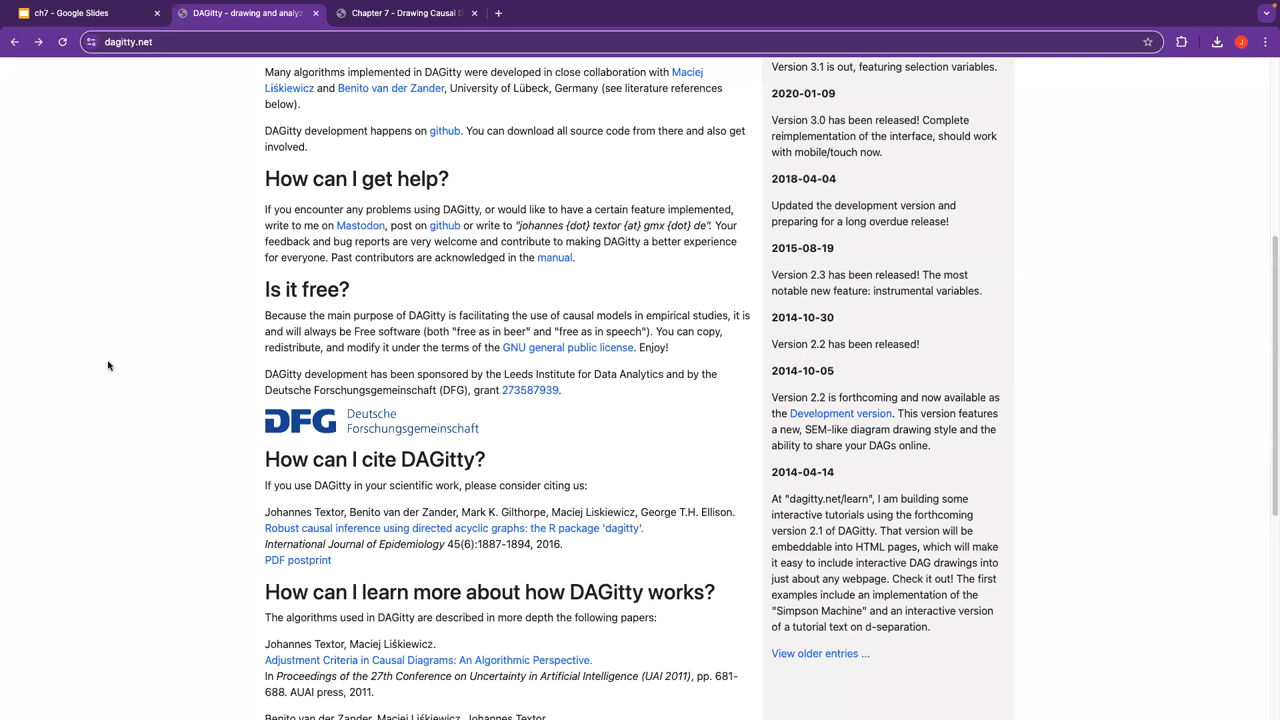 ch7 - Google Slides
DAGitty - drawing and analyz
Chapter 7 - Drawing Causal D
dagitty.net
J
Many algorithms implemented in DAGitty were developed in close collaboration with Maciej
Liśkiewicz and Benito van der Zander, University of Lübeck, Germany (see literature references
below).
DAGitty development happens on github. You can download all source code from there and also get
involved.
How can I get help?
If you encounter any problems using DAGitty, or would like to have a certain feature implemented,
write to me on Mastodon, post on github or write to "johannes {dot} textor {at} gmx {dot} de". Your
feedback and bug reports are very welcome and contribute to making DAGitty a better experience
for everyone. Past contributors are acknowledged in the manual.
Is it free?
Because the main purpose of DAGitty is facilitating the use of causal models in empirical studies, it is
and will always be Free software (both "free as in beer" and "free as in speech"). You can copy,
redistribute, and modify it under the terms of the GNU general public license. Enjoy!
DAGitty development has been sponsored by the Leeds Institute for Data Analytics and by the
Deutsche Forschungsgemeinschaft (DFG), grant 273587939.
DFG Deutsche
Forschungsgemeinschaft
How can I cite DAGitty?
If you use DAGitty in your scientific work, please consider citing us:
Johannes Textor, Benito van der Zander, Mark K. Gilthorpe, Maciej Liskiewicz, George T.H. Ellison.
Robust causal inference using directed acyclic graphs: the R package 'dagitty'.
International Journal of Epidemiology 45(6):1887-1894, 2016.
PDF postprint
How can I learn more about how DAGitty works?
The algorithms used in DAGitty are described in more depth the following papers:
Johannes Textor, Maciej Liśkiewicz.
Adjustment Criteria in Causal Diagrams: An Algorithmic Perspective.
In Proceedings of the 27th Conference on Uncertainty in Artificial Intelligence (UAI 2011), pp. 681-
688. AUAI press, 2011.
Benito van der Zander, Maciej Liśkiewicz, Johannes Textor
Version 3.1 is out, featuring selection variables.
2020-01-09
Version 3.0 has been released! Complete
reimplementation of the interface, should work
with mobile/touch now.
2018-04-04
Updated the development version and
preparing for a long overdue release!
2015-08-19
Version 2.3 has been released! The most
notable new feature: instrumental variables.
2014-10-30
Version 2.2 has been released!
2014-10-05
Version 2.2 is forthcoming and now available as
the Development version. This version features
a new, SEM-like diagram drawing style and the
ability to share your DAGs online.
2014-04-14
At "dagitty.net/learn", I am building some
interactive tutorials using the forthcoming
version 2.1 of DAGitty. That version will be
embeddable into HTML pages, which will make
it easy to include interactive DAG drawings into
just about any webpage. Check it out! The first
examples include an implementation of the
"Simpson Machine" and an interactive version
of a tutorial text on d-separation.
View older entries ...